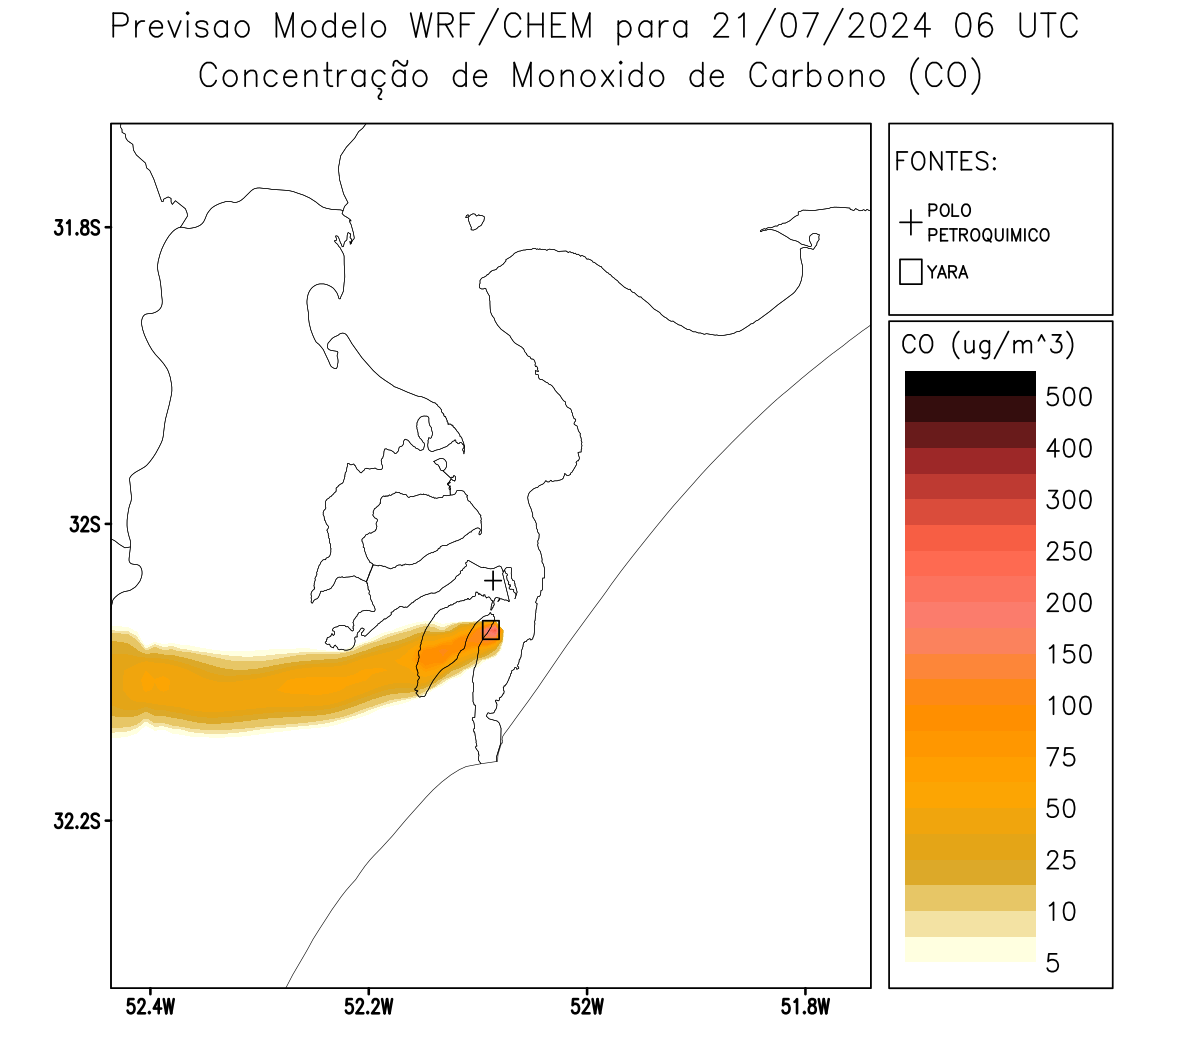 Previsao Modelo WRF/CHEM para 21/07/2024 06 UTC
Concentração de Monoxido de Carbono (CO)
FONTES:
POLO
PETROQUIMICO
YARA
CO (ug/m^3)
500
400
300
250
200
150
100
75
50
25
10
5
31.8S
32S
32.2S
52.4W
52.2W
52W
51.8W